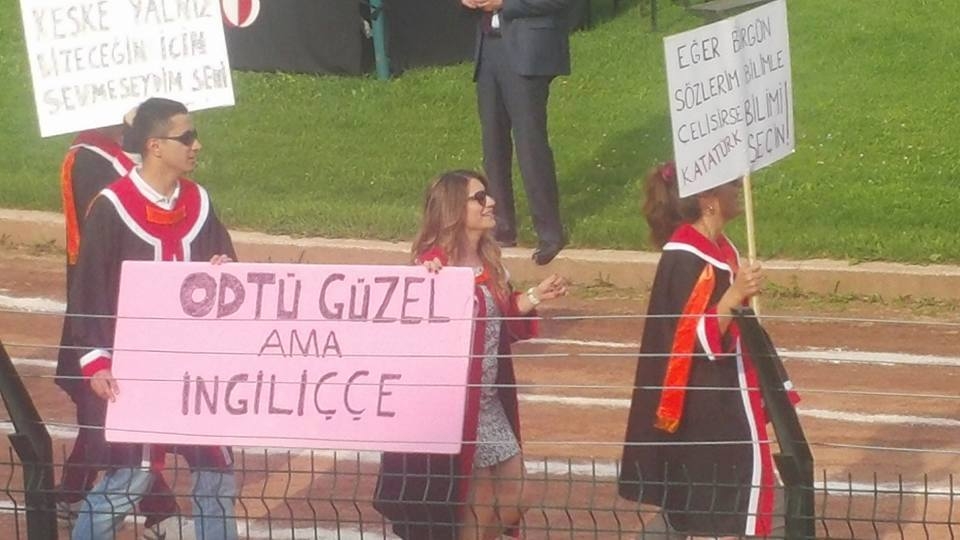 KEŞKE YALNIZ
BİTECEĞİN İÇİN
SEVMESEYDİM SENİ
EĞER BİRGÜN
SÖZLERİM BİLİMLE
ÇELİŞİRSE BİLİMİ
SEÇİN!
KATATÜRK
ODTÜ GÜZEL
AMA
İNGİLİÇÇE